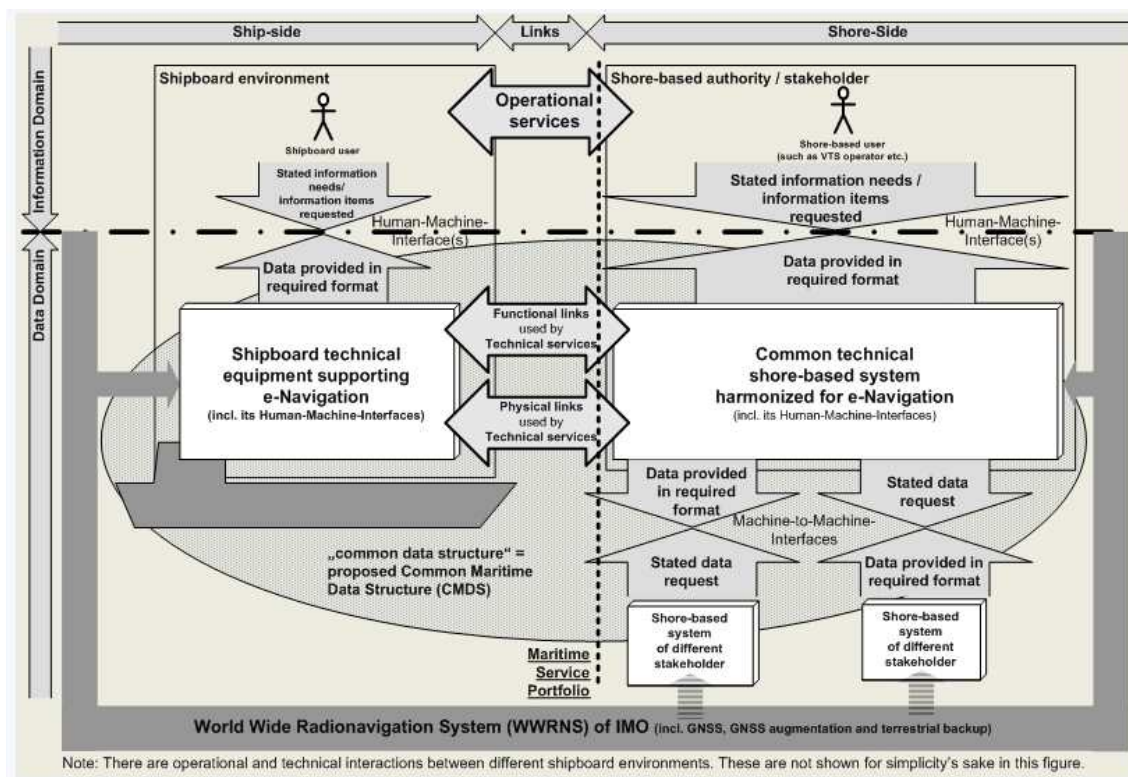 Ship-side
Links
Shore-Side
Information Domain
Data Domain
Shipboard environment
Shipboard user
Stated information
needs/
information items
requested
Human-Machine-
Interface(s)
Data provided in
required format
Shipboard technical
equipment supporting
e-Navigation
(incl. its Human-Machine-Interfaces)
Operational
services
Functional links
used by
Technical services
Physical links
used by
Technical services
Shore-based authority / stakeholder
Shore-based user
(such as VTS operator etc.)
Stated information needs /
information items
requested
Human-Machine-
Interface(s)
Data provided in
required format
Common technical
shore-based system
harmonized for e-Navigation
(incl. its Human-Machine-Interfaces)
Data provided
in required
format
Stated data
request
Machine-to-Machine-
Interfaces
Stated data
request
Data provided in
required format
Shore-based
system
of different
stakeholder
Shore-based
system
of different
stakeholder
„common data structure“ =
proposed Common Maritime
Data Structure (CMDS)
Maritime
Service
Portfolio
World Wide Radionavigation System (WWRNS) of IMO (incl. GNSS, GNSS augmentation and terrestrial backup)
Note: There are operational and technical interactions between different shipboard environments. These are not shown for simplicity's sake in this figure.